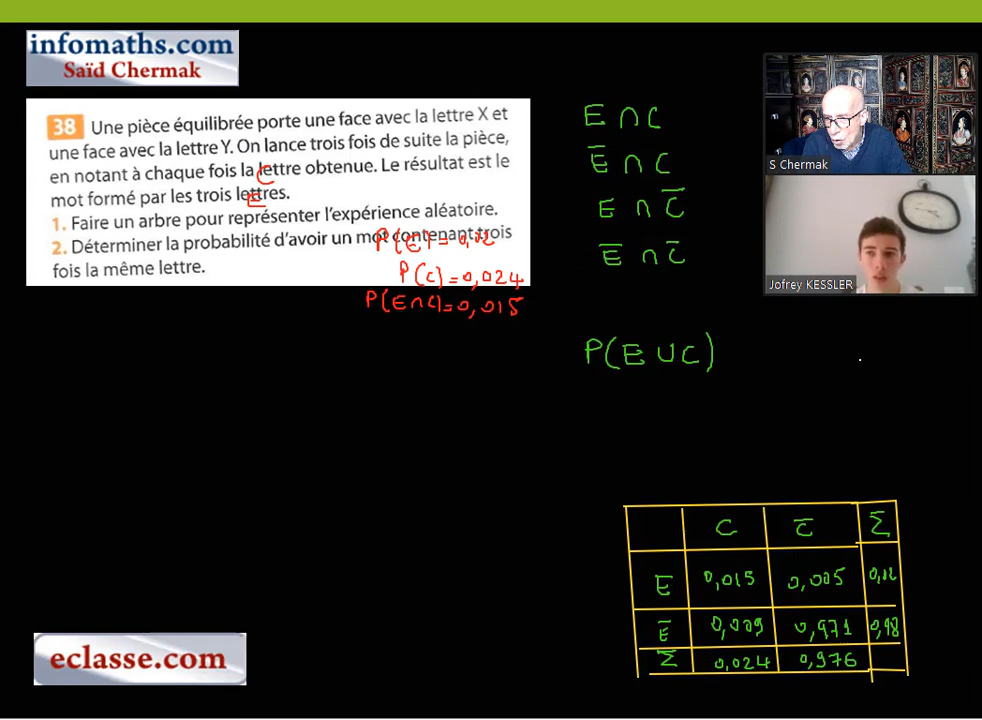 infomaths.com
Saïd Chermak
38 Une pièce équilibrée porte une face avec la lettre X et
une face avec la lettre Y. On lance trois fois de suite la pièce,
en notant à chaque fois la lettre obtenue. Le résultat est le
mot formé par les trois lettres.
1. Faire un arbre pour représenter l'expérience aléatoire.
2. Déterminer la probabilité d'avoir un mot contenant trois
fois la même lettre.
C
E
P(E)=0,02
P(C)=0,024
P(E∩C)=0,015
E ∩ C
E̅ ∩ C
E ∩ C̅
E̅ ∩ C̅
P(E ∪ C)
S Chermak
Jofrey KESSLER
C C̅ Σ
E 0,015 0,005 0,02
E̅ 0,009 0,971 0,98
Σ 0,024 0,976
eclasse.com